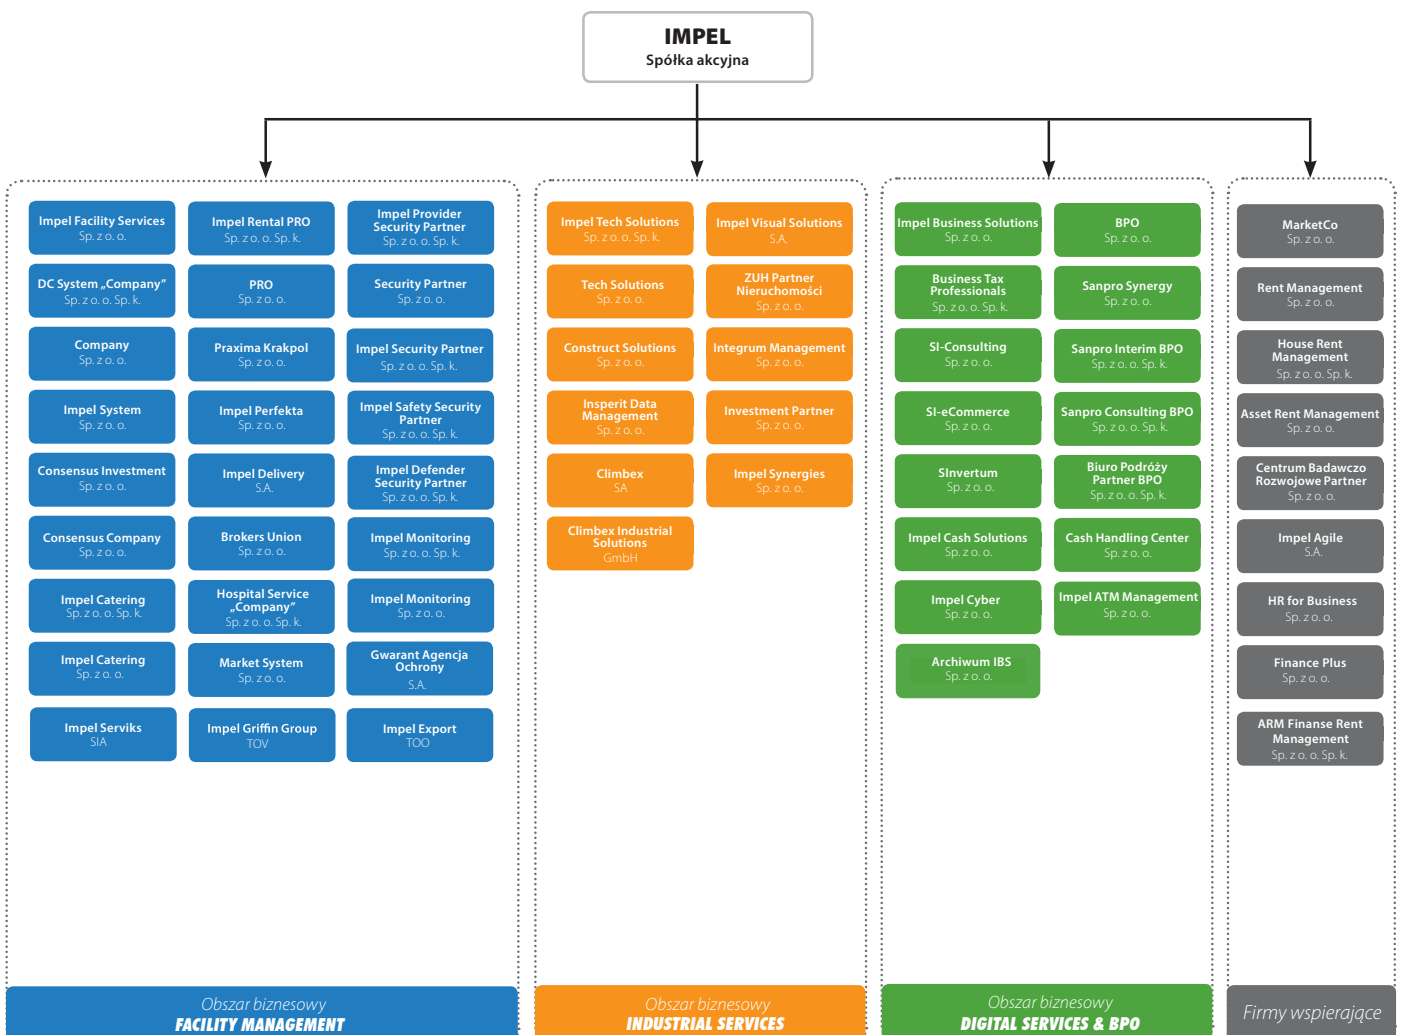 IMPEL
Spółka akcyjna
Impel Facility Services
Sp. z o. o.
DC System „Company”
Sp. z o. o. Sp. k.
Company
Sp. z o. o.
Impel System
Sp. z o. o.
Consensus Investment
Sp. z o. o.
Consensus Company
Sp. z o. o.
Impel Catering
Sp. z o. o. Sp. k.
Impel Catering
Sp. z o. o.
Impel Serviks
SIA
Impel Rental PRO
Sp. z o. o. Sp. k.
PRO
Sp. z o. o.
Praxima Krakpol
Sp. z o. o.
Impel Perfekta
Sp. z o. o.
Impel Delivery
S.A.
Brokers Union
Sp. z o. o.
Hospital Service
„Company”
Sp. z o. o. Sp. k.
Market System
Sp. z o. o.
Impel Griffin Group
TOV
Impel Provider
Security Partner
Sp. z o. o. Sp. k.
Security Partner
Sp. z o. o.
Impel Security Partner
Sp. z o. o. Sp. k.
Impel Safety Security
Partner
Sp. z o. o. Sp. k.
Impel Defender
Security Partner
Sp. z o. o. Sp. k.
Impel Monitoring
Sp. z o. o. Sp. k.
Impel Monitoring
Sp. z o. o.
Gwarant Agencja
Ochrony
S.A.
Impel Export
TOO
Obszar biznesowy
FACILITY MANAGEMENT
Impel Tech Solutions
Sp. z o. o. Sp. k.
Tech Solutions
Sp. z o. o.
Construct Solutions
Sp. z o. o.
Insperit Data
Management
Sp. z o. o.
Climbex
SA
Climbex Industrial
Solutions
GmbH
Impel Visual Solutions
S.A.
ZUH Partner
Nieruchomości
Sp. z o. o.
Integrum Management
Sp. z o. o.
Investment Partner
Sp. z o. o.
Impel Synergies
Sp. z o. o.
Obszar biznesowy
INDUSTRIAL SERVICES
Impel Business Solutions
Sp. z o. o.
Business Tax
Professionals
Sp. z o. o. Sp. k.
SI-Consulting
Sp. z o. o.
SI-eCommerce
Sp. z o. o.
SInvertum
Sp. z o. o.
Impel Cash Solutions
Sp. z o. o.
Impel Cyber
Sp. z o. o.
Archiwum IBS
Sp. z o. o.
BPO
Sp. z o. o.
Sanpro Synergy
Sp. z o. o.
Sanpro Interim BPO
Sp. z o. o. Sp. k.
Sanpro Consulting BPO
Sp. z o. o. Sp. k.
Biuro Podróży
Partner BPO
Sp. z o. o. Sp. k.
Cash Handling Center
Sp. z o. o.
Impel ATM Management
Sp. z o. o.
Obszar biznesowy
DIGITAL SERVICES & BPO
MarketCo
Sp. z o. o.
Rent Management
Sp. z o. o.
House Rent
Management
Sp. z o. o. Sp. k.
Asset Rent Management
Sp. z o. o.
Centrum Badawczo
Rozwojowe Partner
Sp. z o. o.
Impel Agile
S.A.
HR for Business
Sp. z o. o.
Finance Plus
Sp. z o. o.
ARM Finanse Rent
Management
Sp. z o. o. Sp. k.
Firmy wspierające